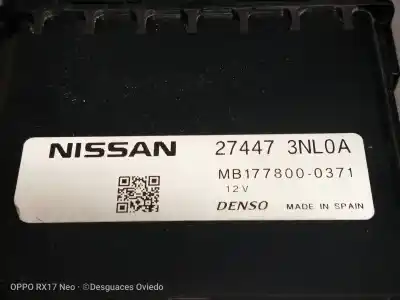 NISSAN 27447 3NL0A
MB177800-0371
12V
DENSO MADE IN SPAIN
OPPO RX17 Neo · ©Desguaces Oviedo